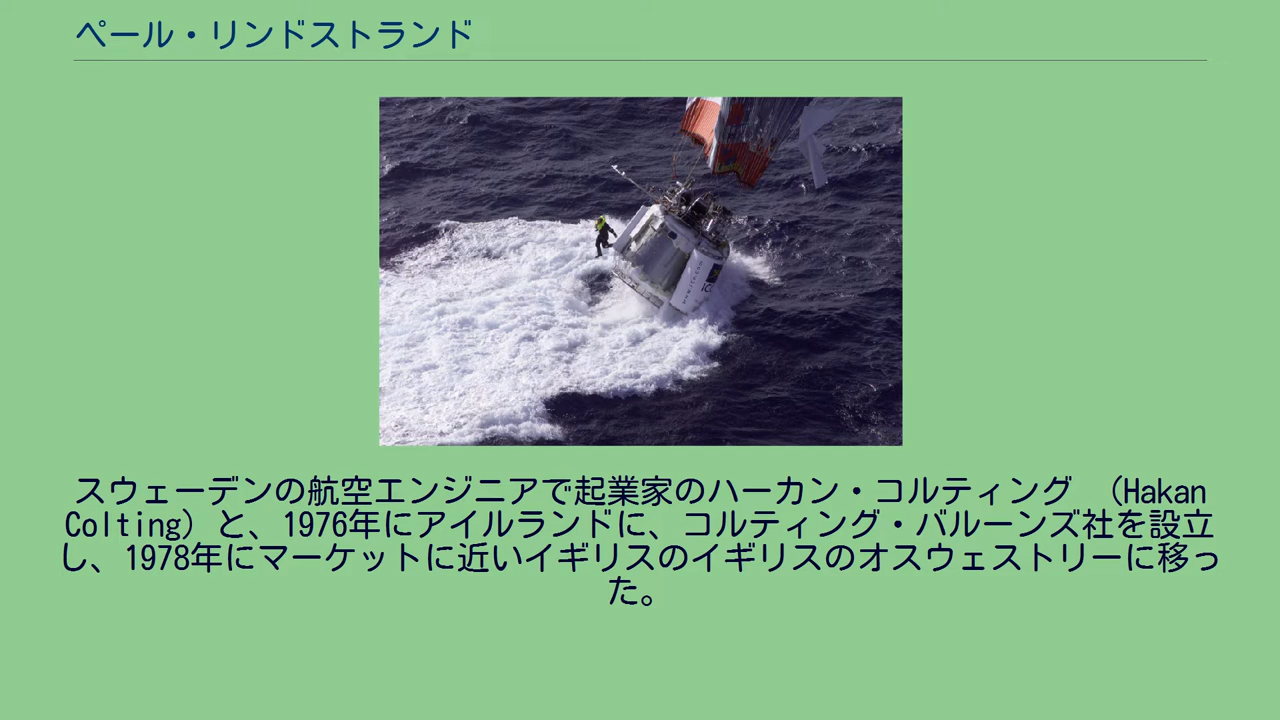 ペール・リンドストランド
スウェーデンの航空エンジニアで起業家のハーカン・コルティング （Hakan
Colting）と、1976年にアイルランドに、コルティング・バルーンズ社を設立
し、1978年にマーケットに近いイギリスのイギリスのオスウェストリーに移っ
た。